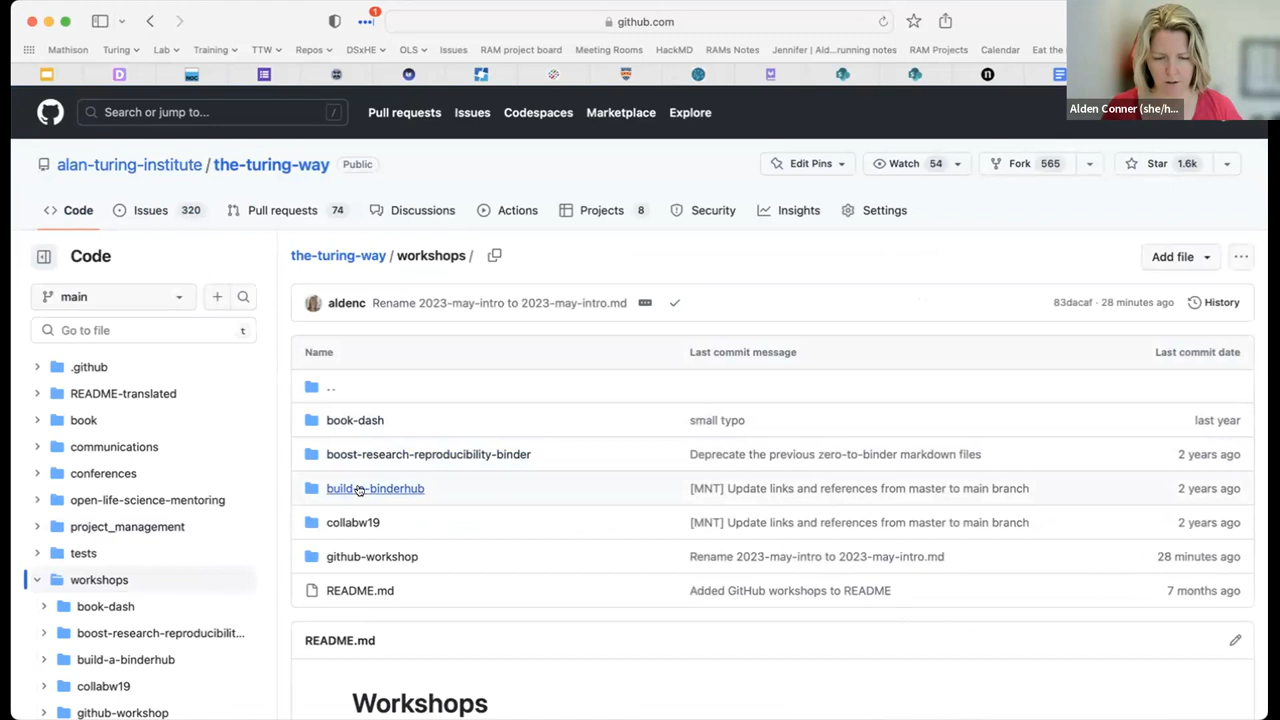 1
github.com
Mathison Turing Lab Training TTW Repos DSxHE OLS Issues RAM project board Meeting Rooms HackMD RAMs Notes Jennifer | Ald...running notes RAM Projects Calendar Eat the
Alden Conner (she/h...
Search or jump to... / Pull requests Issues Codespaces Marketplace Explore
alan-turing-institute / the-turing-way Public Edit Pins Watch 54 Fork 565 Star 1.6k
<> Code Issues 320 Pull requests 74 Discussions Actions Projects 8 Security Insights Settings
Code
main
Go to file t
.github
README-translated
book
communications
conferences
open-life-science-mentoring
project_management
tests
workshops
book-dash
boost-research-reproducibilit...
build-a-binderhub
collabw19
github-workshop
the-turing-way / workshops / Add file ...
aldenc Rename 2023-may-intro to 2023-may-intro.md 83dacaf · 28 minutes ago History
Name Last commit message Last commit date
..
book-dash small typo last year
boost-research-reproducibility-binder Deprecate the previous zero-to-binder markdown files 2 years ago
build-a-binderhub [MNT] Update links and references from master to main branch 2 years ago
collabw19 [MNT] Update links and references from master to main branch 2 years ago
github-workshop Rename 2023-may-intro to 2023-may-intro.md 28 minutes ago
README.md Added GitHub workshops to README 7 months ago
README.md
Workshops